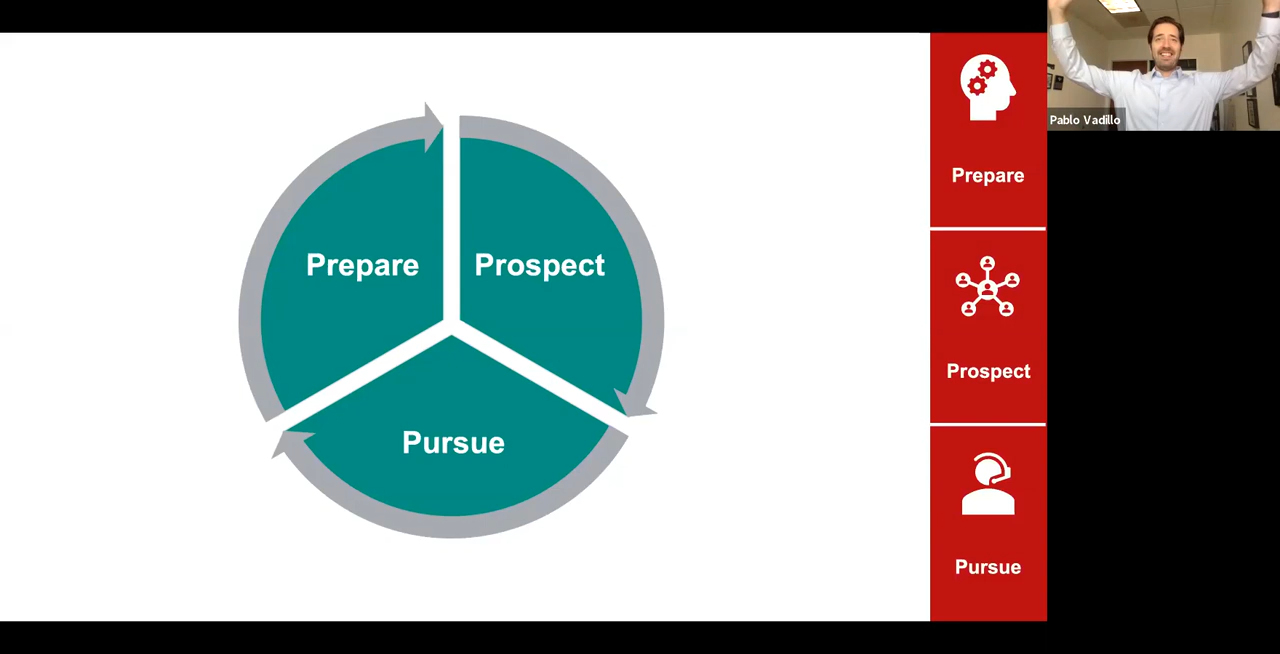 Prepare
Prospect
Pursue
Prepare
Prospect
Pursue
Pablo Vadillo